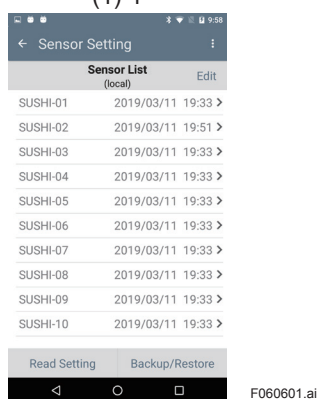 9:58
← Sensor Setting
Sensor List
(local)
Edit
SUSHI-01 2019/03/11 19:33 >
SUSHI-02 2019/03/11 19:51 >
SUSHI-03 2019/03/11 19:33 >
SUSHI-04 2019/03/11 19:33 >
SUSHI-05 2019/03/11 19:33 >
SUSHI-06 2019/03/11 19:33 >
SUSHI-07 2019/03/11 19:33 >
SUSHI-08 2019/03/11 19:33 >
SUSHI-09 2019/03/11 19:33 >
SUSHI-10 2019/03/11 19:33 >
Read Setting Backup/Restore
F060601.ai